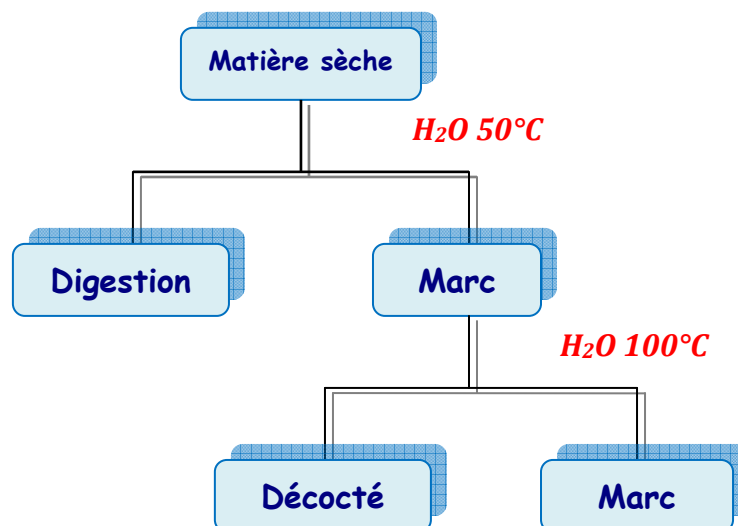 Matière sèche
H₂O 50°C
Digestion
Marc
H₂O 100°C
Décocté
Marc